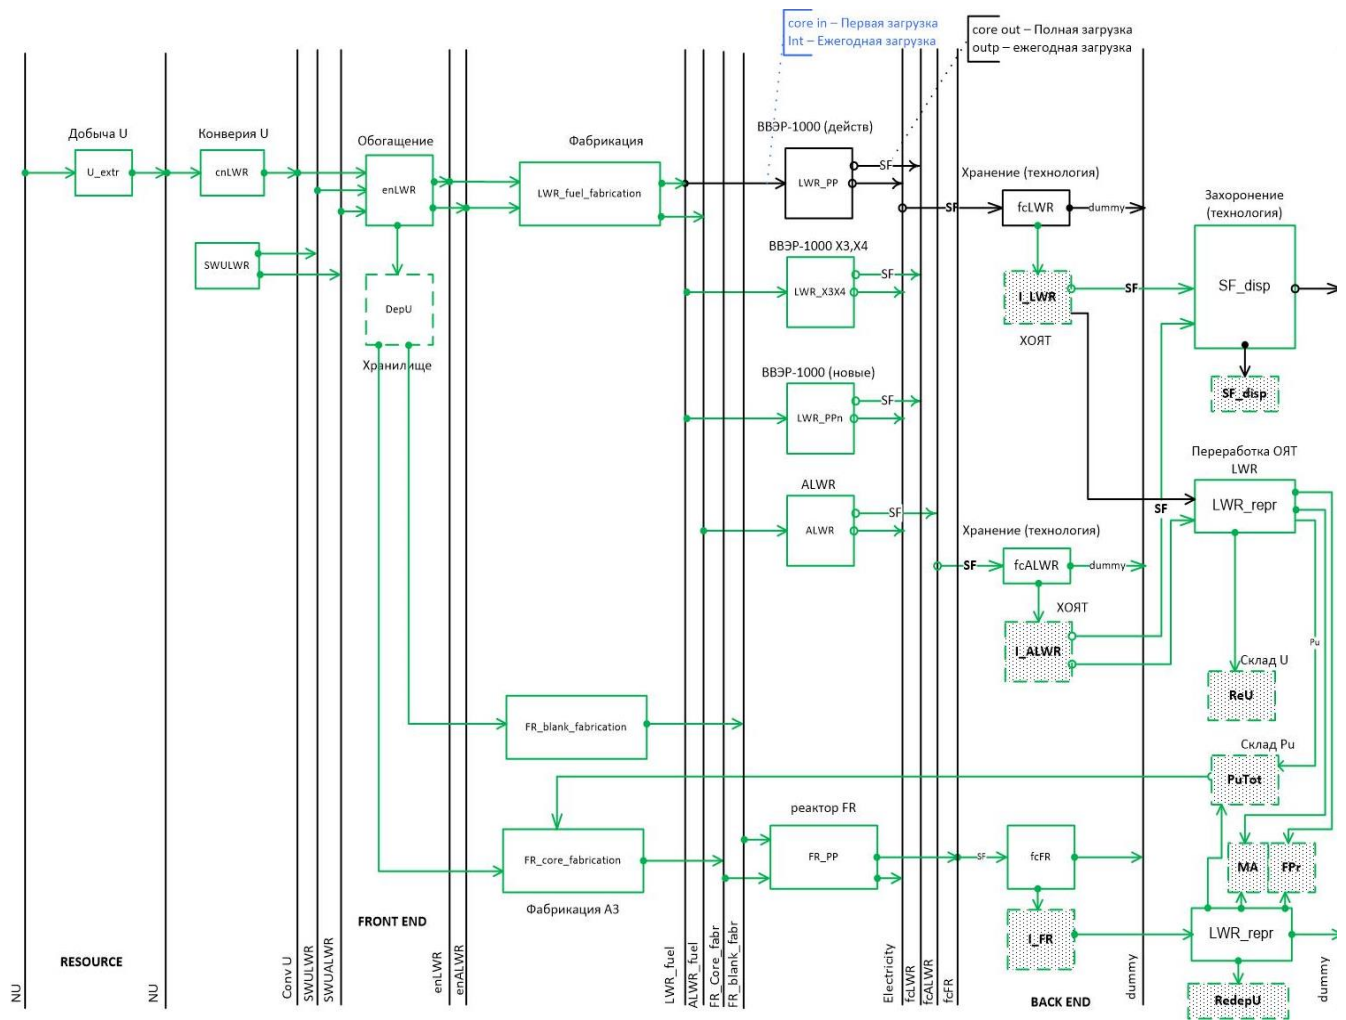 core in – Первая загрузка
Int – Ежегодная загрузка
core out – Полная загрузка
outp – ежегодная загрузка
Добыча U
U_extr
Конверия U
cnLWR
SWULWR
Обогащение
enLWR
DepU
Хранилище
Фабрикация
LWR_fuel_fabrication
ВВЭР-1000 (действ)
LWR_PP
SF
ВВЭР-1000 X3,X4
LWR_X3X4
SF
ВВЭР-1000 (новые)
LWR_PPn
SF
ALWR
ALWR
SF
Хранение (технология)
SF
fcLWR
dummy
I_LWR
ХОЯТ
SF
Захоронение
(технология)
SF_disp
SF_disp
Переработка ОЯТ
LWR
LWR_repr
SF
Хранение (технология)
SF
fcALWR
dummy
ХОЯТ
I_ALWR
Pu
Склад U
ReU
Склад Pu
PuTot
FR_blank_fabrication
FR_core_fabrication
Фабрикация АЗ
реактор FR
FR_PP
SF
fcFR
I_FR
MA
FPr
LWR_repr
RedepU
RESOURCE
FRONT END
BACK END
NU
NU
Conv U
SWULWR
SWUALWR
enLWR
enALWR
LWR_fuel
ALWR_fuel
FR_Core_fabr
FR_blank_fabr
Electricity
fcLWR
fcALWR
fcFR
dummy
dummy